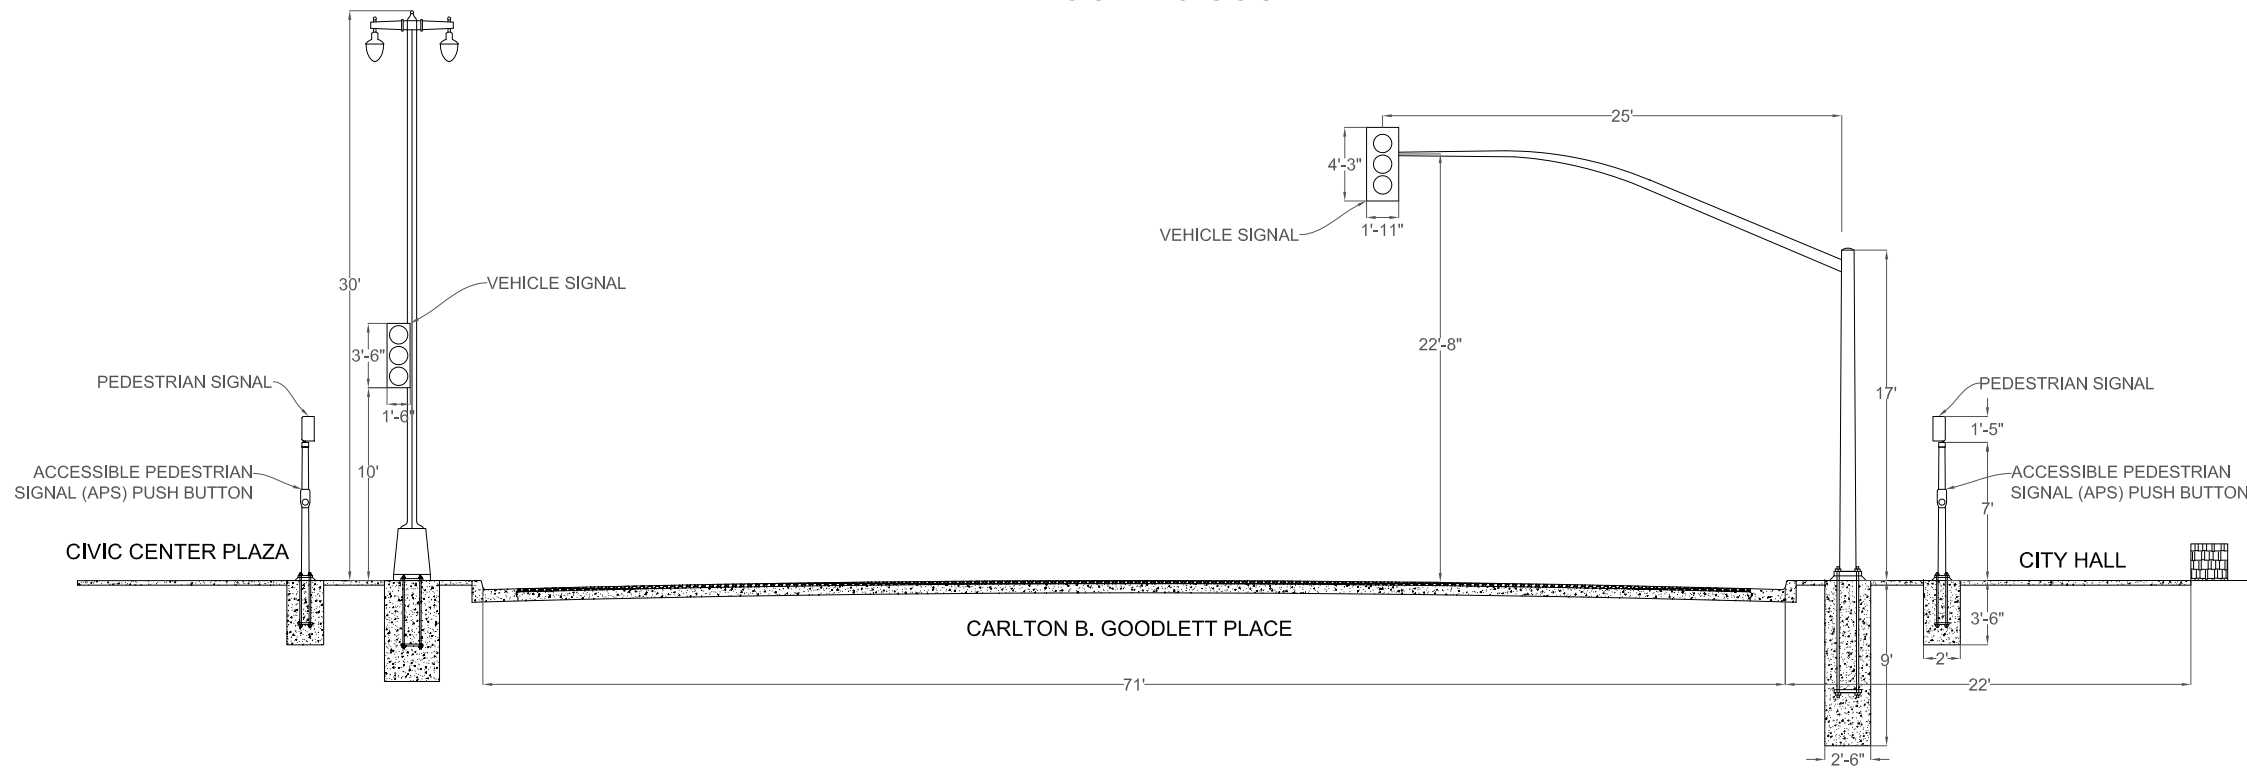 25'
4'-3"
1'-11"
VEHICLE SIGNAL
30'
VEHICLE SIGNAL
22'-8"
3'-6"
1'-6"
17'
PEDESTRIAN SIGNAL
PEDESTRIAN SIGNAL
1'-5"
10'
ACCESSIBLE PEDESTRIAN
SIGNAL (APS) PUSH BUTTON
ACCESSIBLE PEDESTRIAN
SIGNAL (APS) PUSH BUTTON
7'
CIVIC CENTER PLAZA
CITY HALL
CARLTON B. GOODLETT PLACE
3'-6"
2'
9'
71'
22'
2'-6"